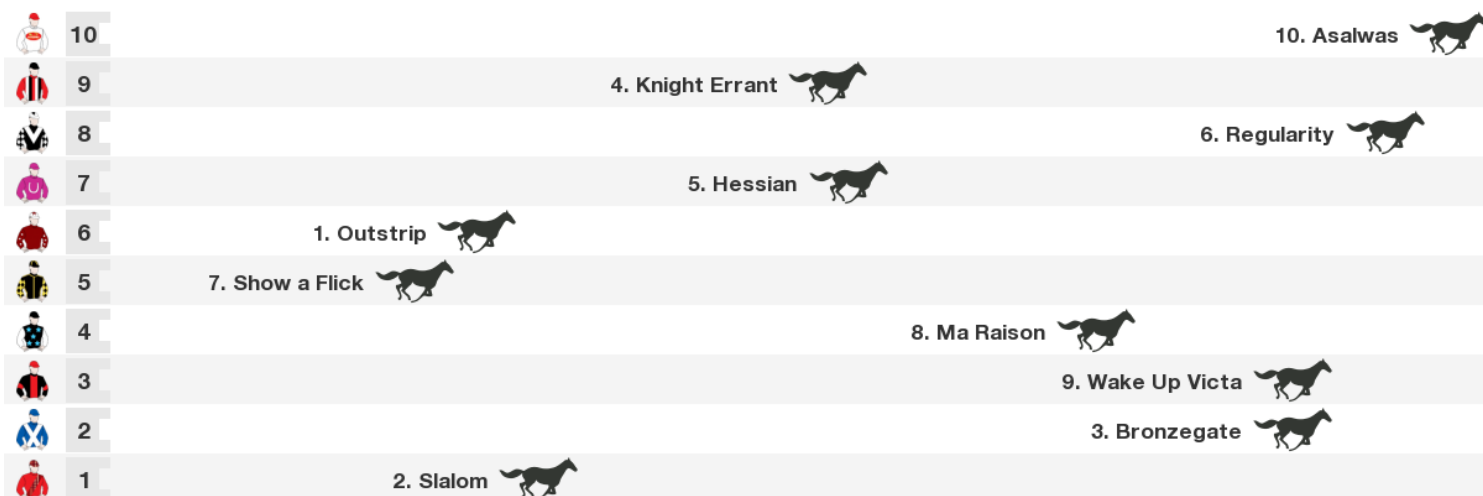 10 10. Asalwas
9 4. Knight Errant
8 6. Regularity
7 5. Hessian
6 1. Outstrip
5 7. Show a Flick
4 8. Ma Raison
3 9. Wake Up Victa
2 3. Bronzegate
1 2. Slalom